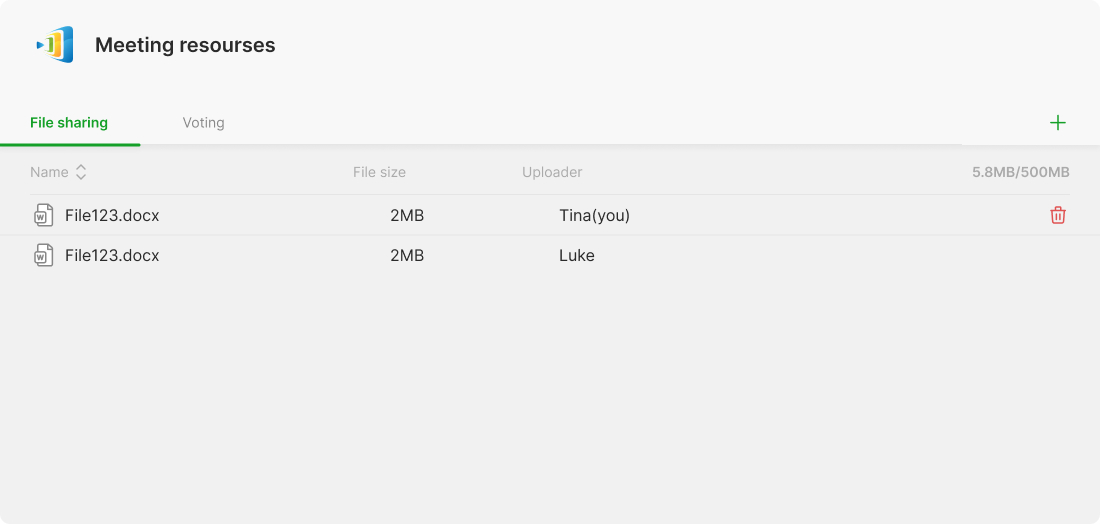 Meeting resourses
File sharing Voting
Name File size Uploader 5.8MB/500MB
File123.docx 2MB Tina(you)
File123.docx 2MB Luke